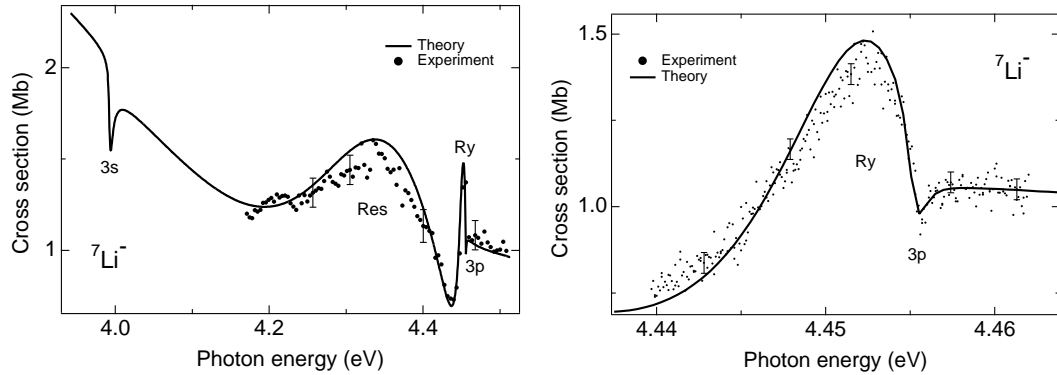 Cross section (Mb)
2
1
4.0
4.2
4.4
Photon energy (eV)
Theory
Experiment
3s
Res
Ry
3p
⁷Li⁻
Cross section (Mb)
1.5
1.0
4.44
4.45
4.46
Photon energy (eV)
Experiment
Theory
⁷Li⁻
Ry
3p